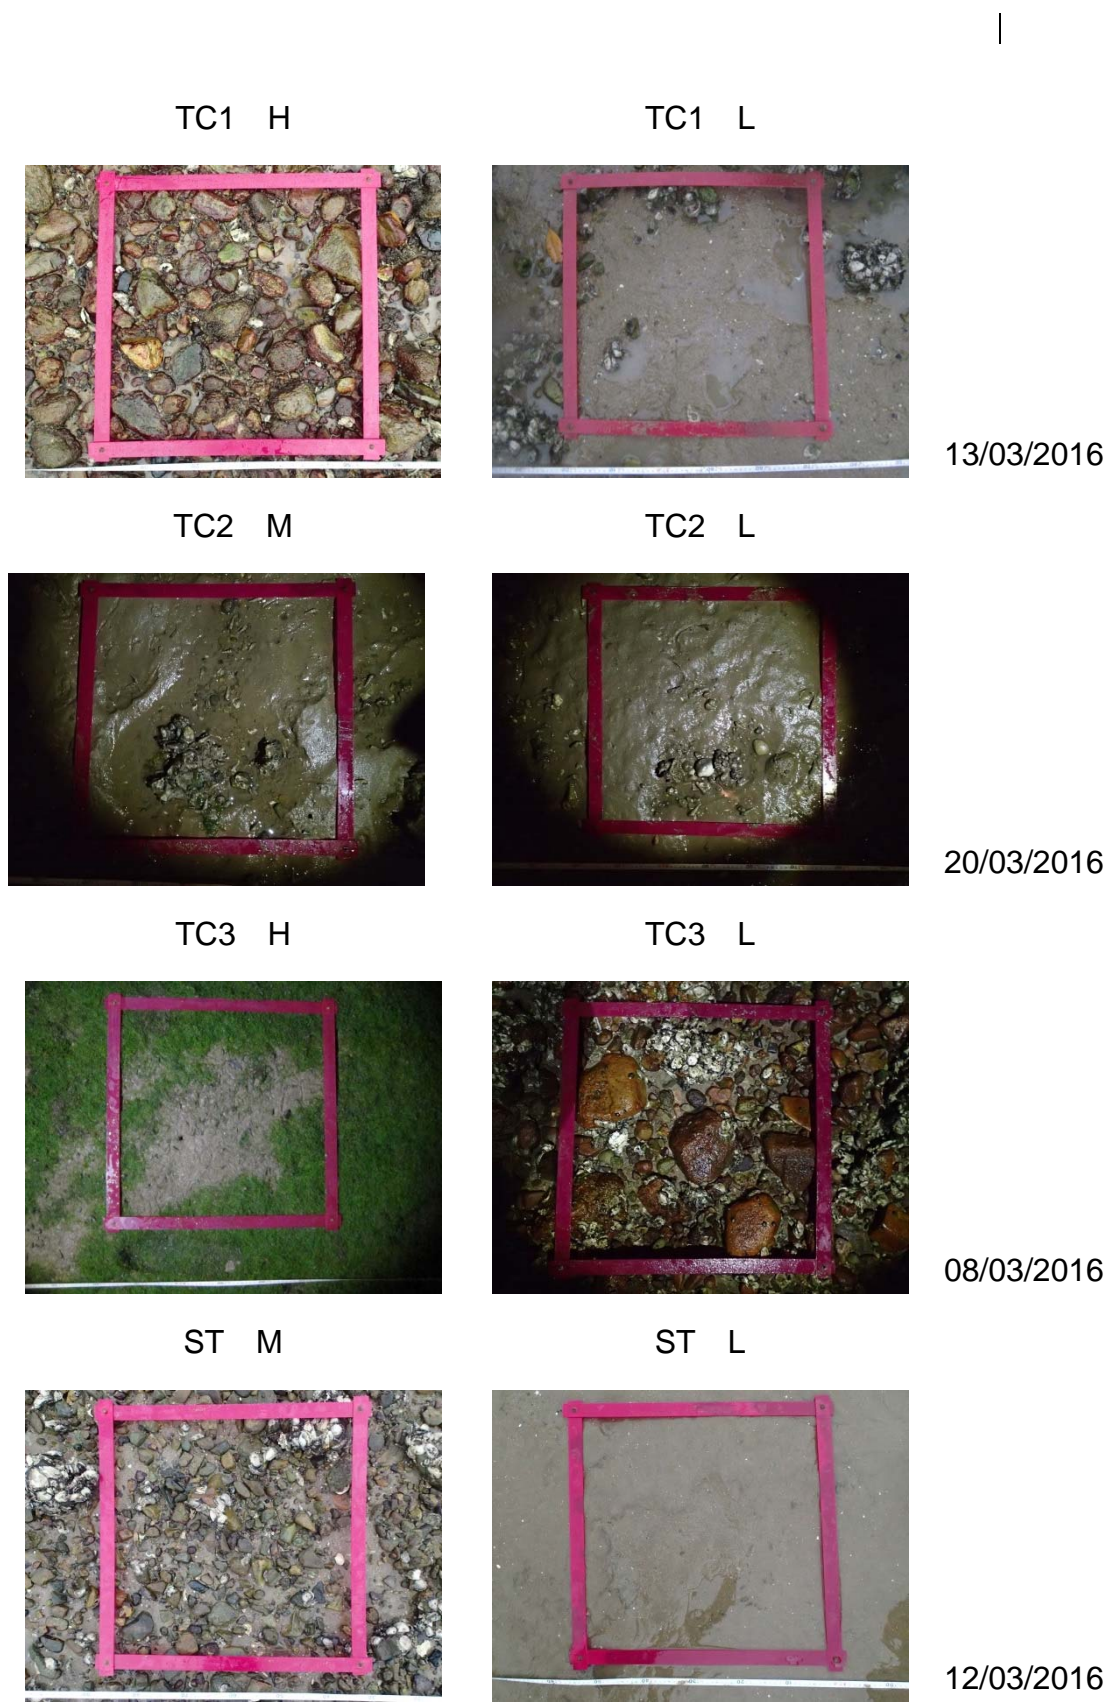 TC1 H
TC1 L
13/03/2016
TC2 M
TC2 L
20/03/2016
TC3 H
TC3 L
08/03/2016
ST M
ST L
12/03/2016